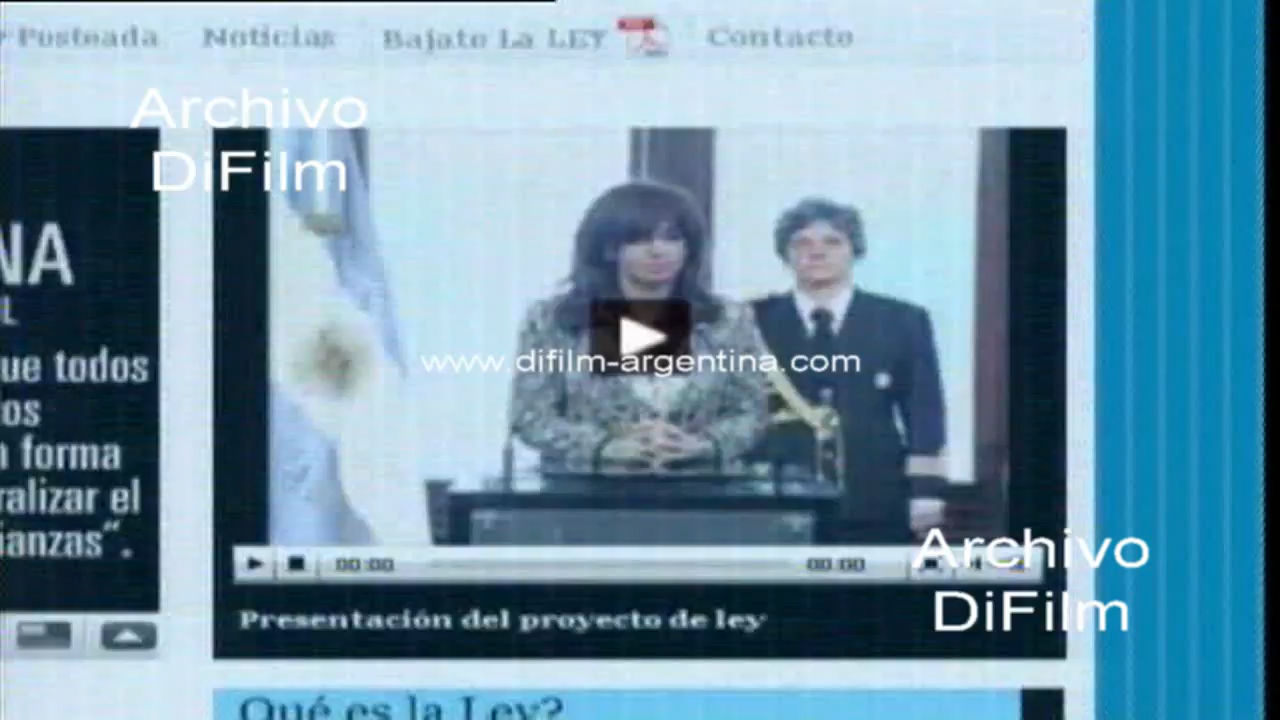 Posteada Noticias Bajate La LEY Contacto
Archivo
DiFilm
NA
L
ue todos
os
forma
ralizar el
ianzas“.
www.difilm-argentina.com
00:00 00:00
Archivo
DiFilm
Presentación del proyecto de ley
Qué es la Ley?